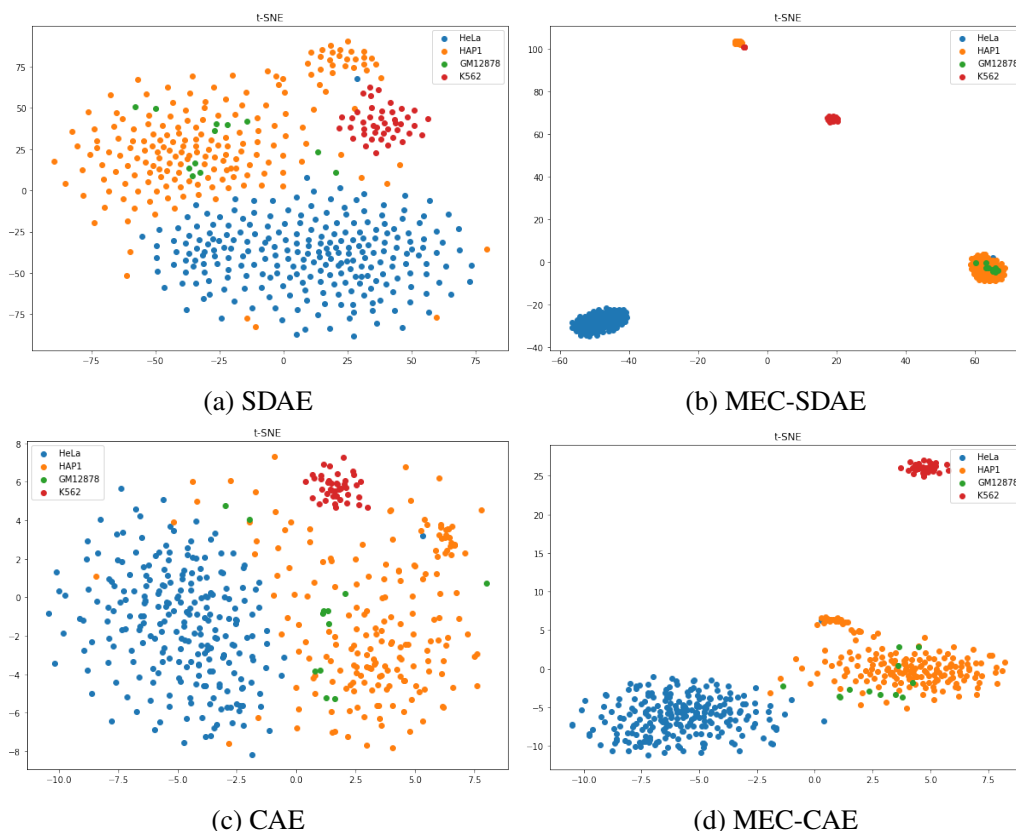 t-SNE
HeLa
HAP1
GM12878
K562
75
50
25
0
−25
−50
−75
−75 −50 −25 0 25 50 75
(a) SDAE
t-SNE
HeLa
HAP1
GM12878
K562
100
80
60
40
20
0
−20
−40
−60 −40 −20 0 20 40 60
(b) MEC-SDAE
t-SNE
HeLa
HAP1
GM12878
K562
8
6
4
2
0
−2
−4
−6
−8
−10.0 −7.5 −5.0 −2.5 0.0 2.5 5.0 7.5
(c) CAE
t-SNE
HeLa
HAP1
GM12878
K562
25
20
15
10
5
0
−5
−10
−10.0 −7.5 −5.0 −2.5 0.0 2.5 5.0 7.5
(d) MEC-CAE